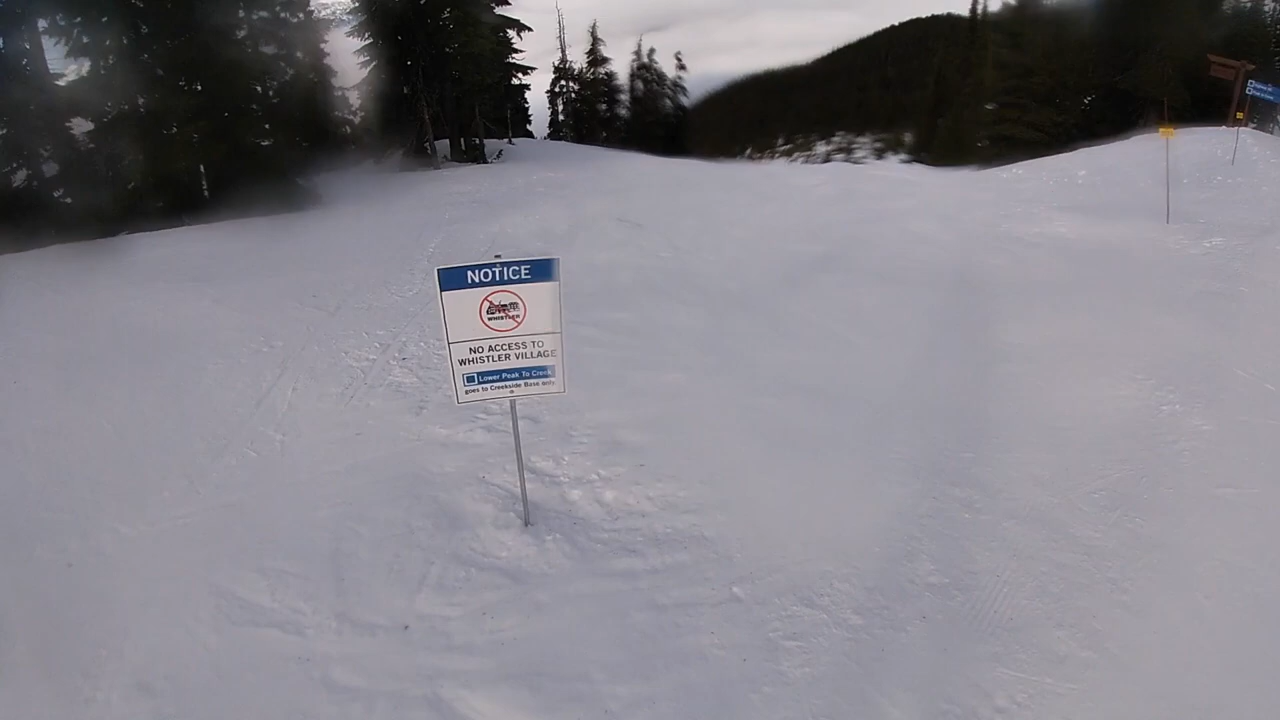 NOTICE
WHISTLER
NO ACCESS TO
WHISTLER VILLAGE
Lower Peak To Creek
goes to Creekside Base only